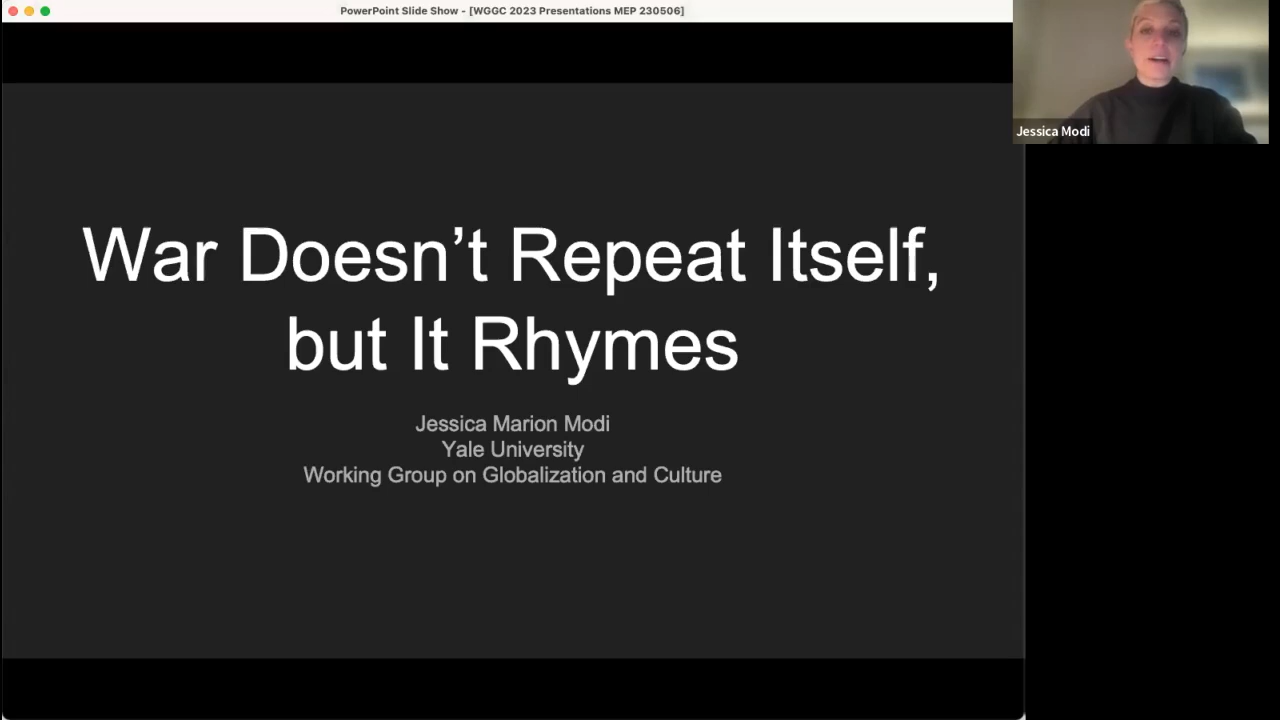 PowerPoint Slide Show - [WGGC 2023 Presentations MEP 230506]
Jessica Modi
War Doesn’t Repeat Itself,
but It Rhymes
Jessica Marion Modi
Yale University
Working Group on Globalization and Culture